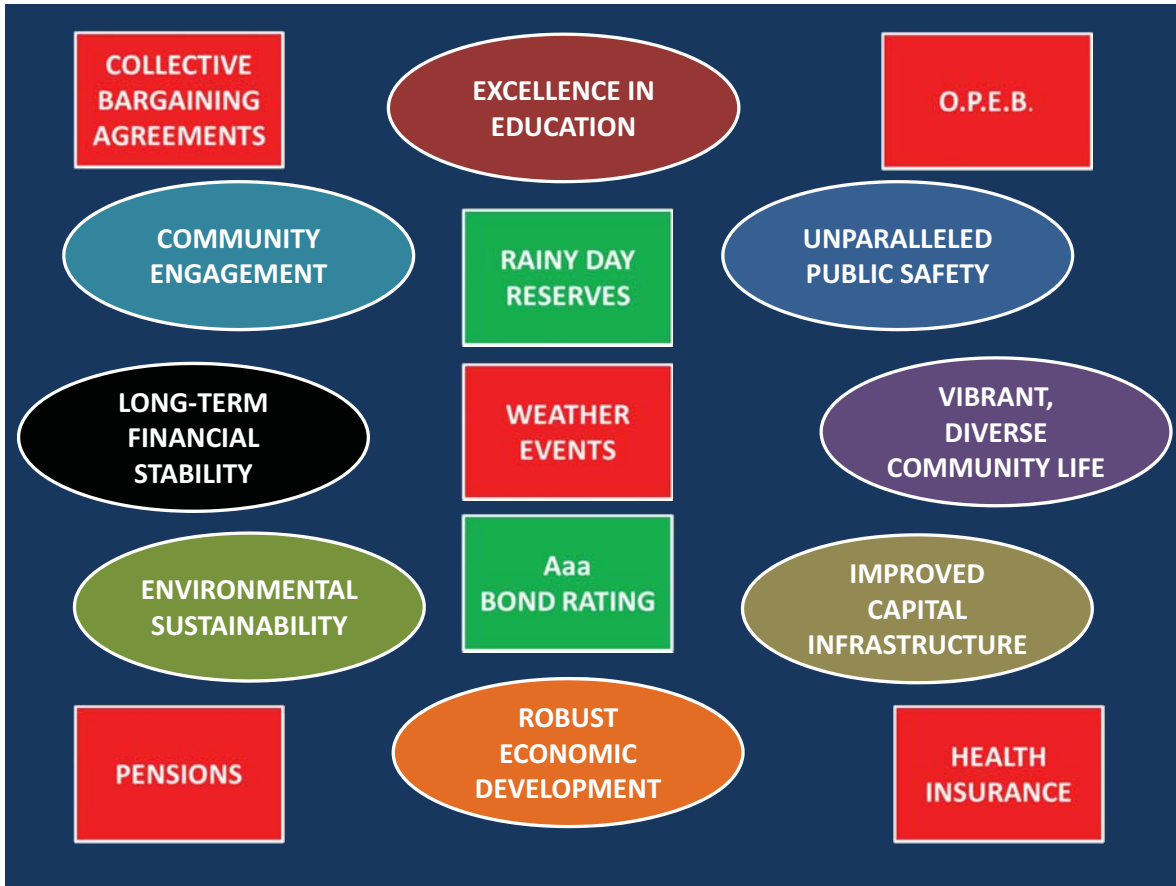 COLLECTIVE
BARGAINING
AGREEMENTS
EXCELLENCE IN
EDUCATION
O.P.E.B.
COMMUNITY
ENGAGEMENT
RAINY DAY
RESERVES
UNPARALLELED
PUBLIC SAFETY
LONG-TERM
FINANCIAL
STABILITY
WEATHER
EVENTS
VIBRANT,
DIVERSE
COMMUNITY LIFE
ENVIRONMENTAL
SUSTAINABILITY
Aaa
BOND RATING
IMPROVED
CAPITAL
INFRASTRUCTURE
PENSIONS
ROBUST
ECONOMIC
DEVELOPMENT
HEALTH
INSURANCE